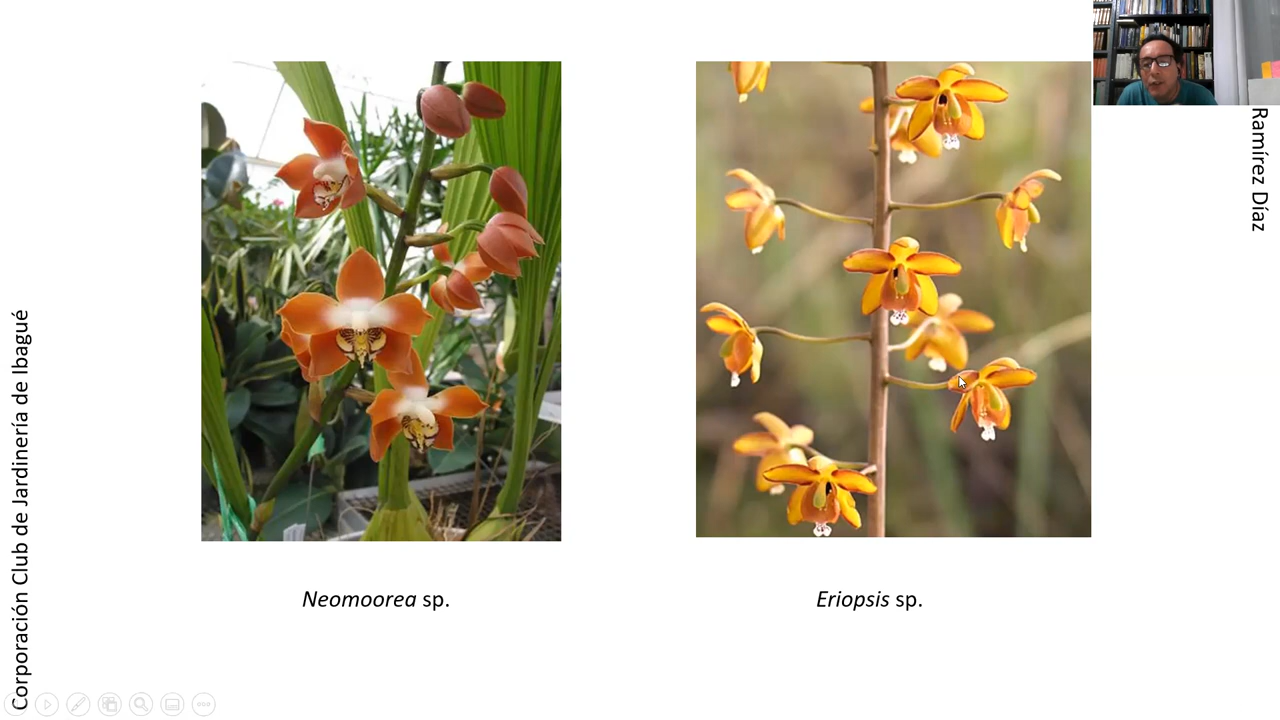 Corporación Club de Jardinería de Ibagué
Neomoorea sp.
Eriopsis sp.
Ramírez Díaz